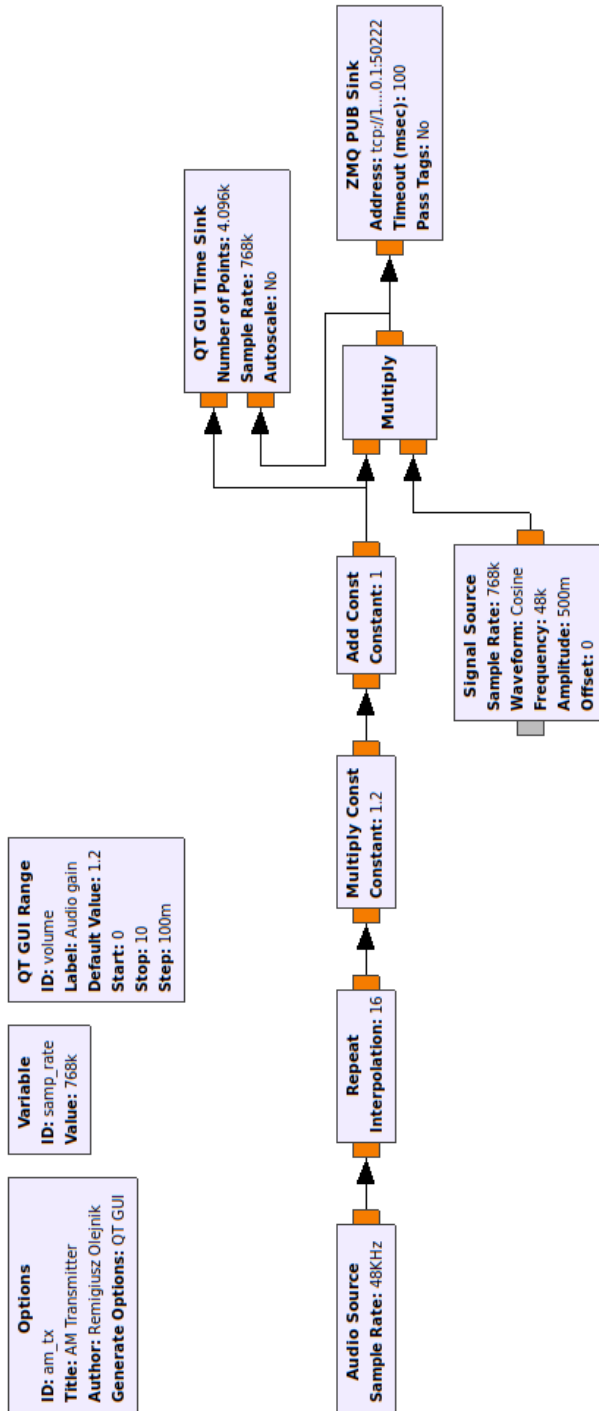 Options
ID: am_tx
Title: AM Transmitter
Author: Remigiusz Olejnik
Generate Options: QT GUI
Variable
ID: samp_rate
Value: 768k
QT GUI Range
ID: volume
Label: Audio gain
Default Value: 1.2
Start: 0
Stop: 10
Step: 100m
Audio Source
Sample Rate: 48KHz
Repeat
Interpolation: 16
Multiply Const
Constant: 1.2
Add Const
Constant: 1
Signal Source
Sample Rate: 768k
Waveform: Cosine
Frequency: 48k
Amplitude: 500m
Offset: 0
Multiply
QT GUI Time Sink
Number of Points: 4.096k
Sample Rate: 768k
Autoscale: No
ZMQ PUB Sink
Address: tcp://1....0.1:50222
Timeout (msec): 100
Pass Tags: No